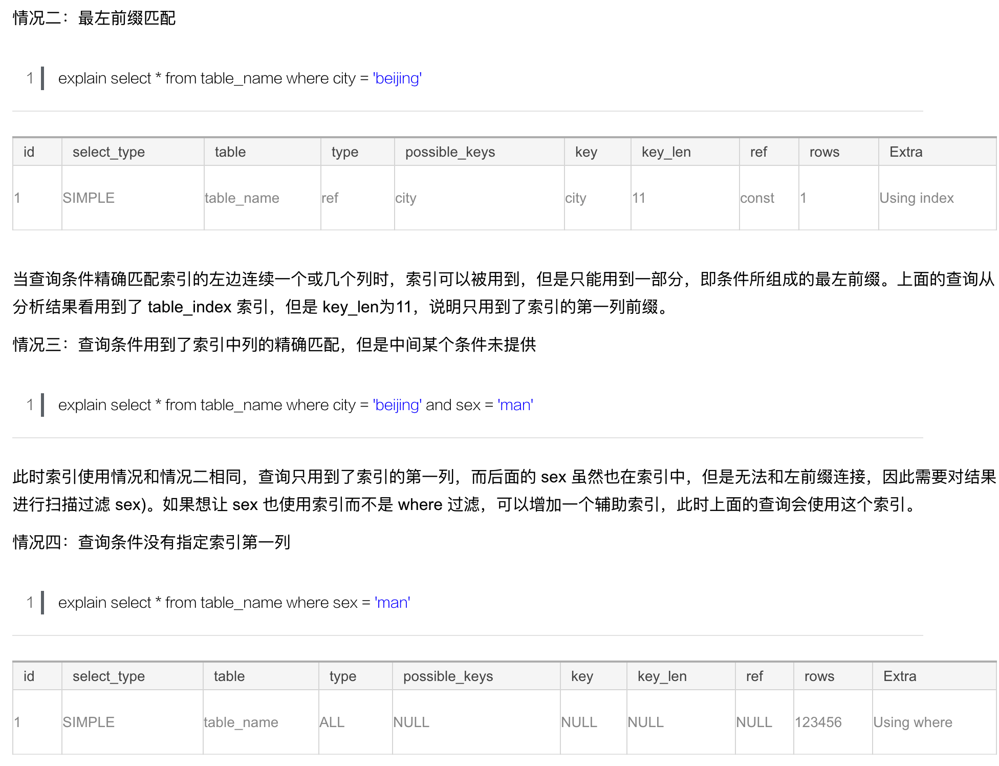 情况二：最左前缀匹配
1 explain select * from table_name where city = 'beijing'
id select_type table type possible_keys key key_len ref rows Extra
1 SIMPLE table_name ref city city 11 const 1 Using index
当查询条件精确匹配索引的左边连续一个或几个列时，索引可以被用到，但是只能用到一部分，即条件所组成的最左前缀。上面的查询从
分析结果看用到了 table_index 索引，但是 key_len为11，说明只用到了索引的第一列前缀。
情况三：查询条件用到了索引中列的精确匹配，但是中间某个条件未提供
1 explain select * from table_name where city = 'beijing' and sex = 'man'
此时索引使用情况和情况二相同，查询只用到了索引的第一列，而后面的 sex 虽然也在索引中，但是无法和左前缀连接，因此需要对结果
进行扫描过滤 sex)。如果想让 sex 也使用索引而不是 where 过滤，可以增加一个辅助索引，此时上面的查询会使用这个索引。
情况四：查询条件没有指定索引第一列
1 explain select * from table_name where sex = 'man'
id select_type table type possible_keys key key_len ref rows Extra
1 SIMPLE table_name ALL NULL NULL NULL NULL 123456 Using where